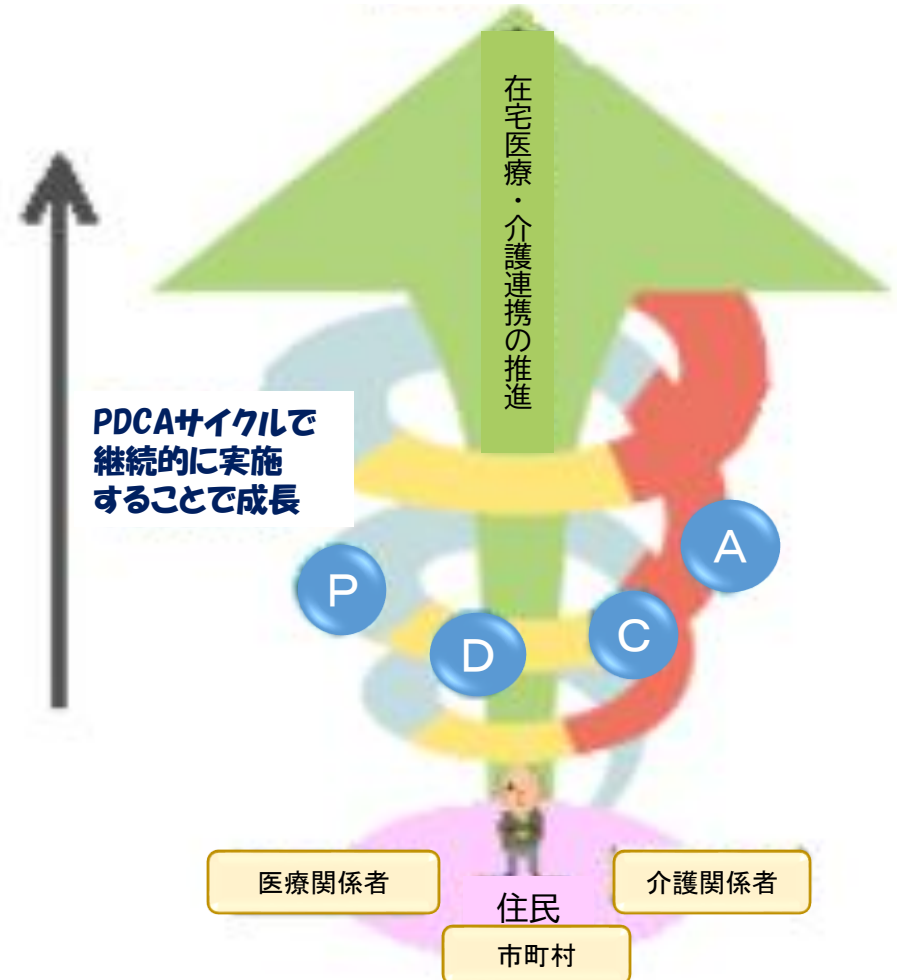 在宅医療・介護連携の推進
PDCAサイクルで
継続的に実施
することで成長
P
D
C
A
医療関係者
介護関係者
住民
市町村